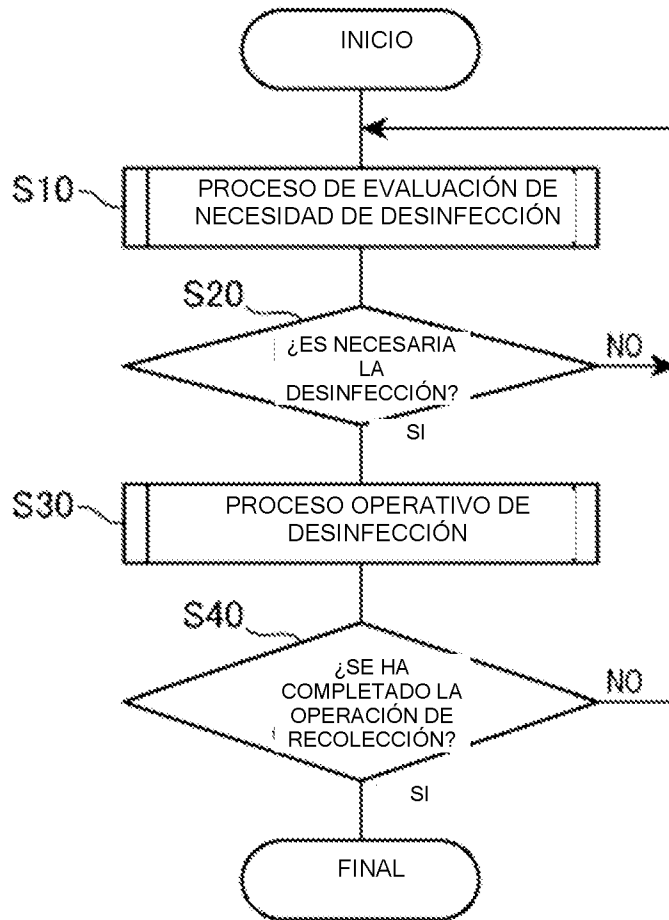 INICIO
S10
PROCESO DE EVALUACIÓN DE
NECESIDAD DE DESINFECCIÓN
S20
¿ES NECESARIA
LA
DESINFECCIÓN?
NO
SI
S30
PROCESO OPERATIVO DE
DESINFECCIÓN
S40
¿SE HA
COMPLETADO LA
OPERACIÓN DE
RECOLECCIÓN?
NO
SI
FINAL